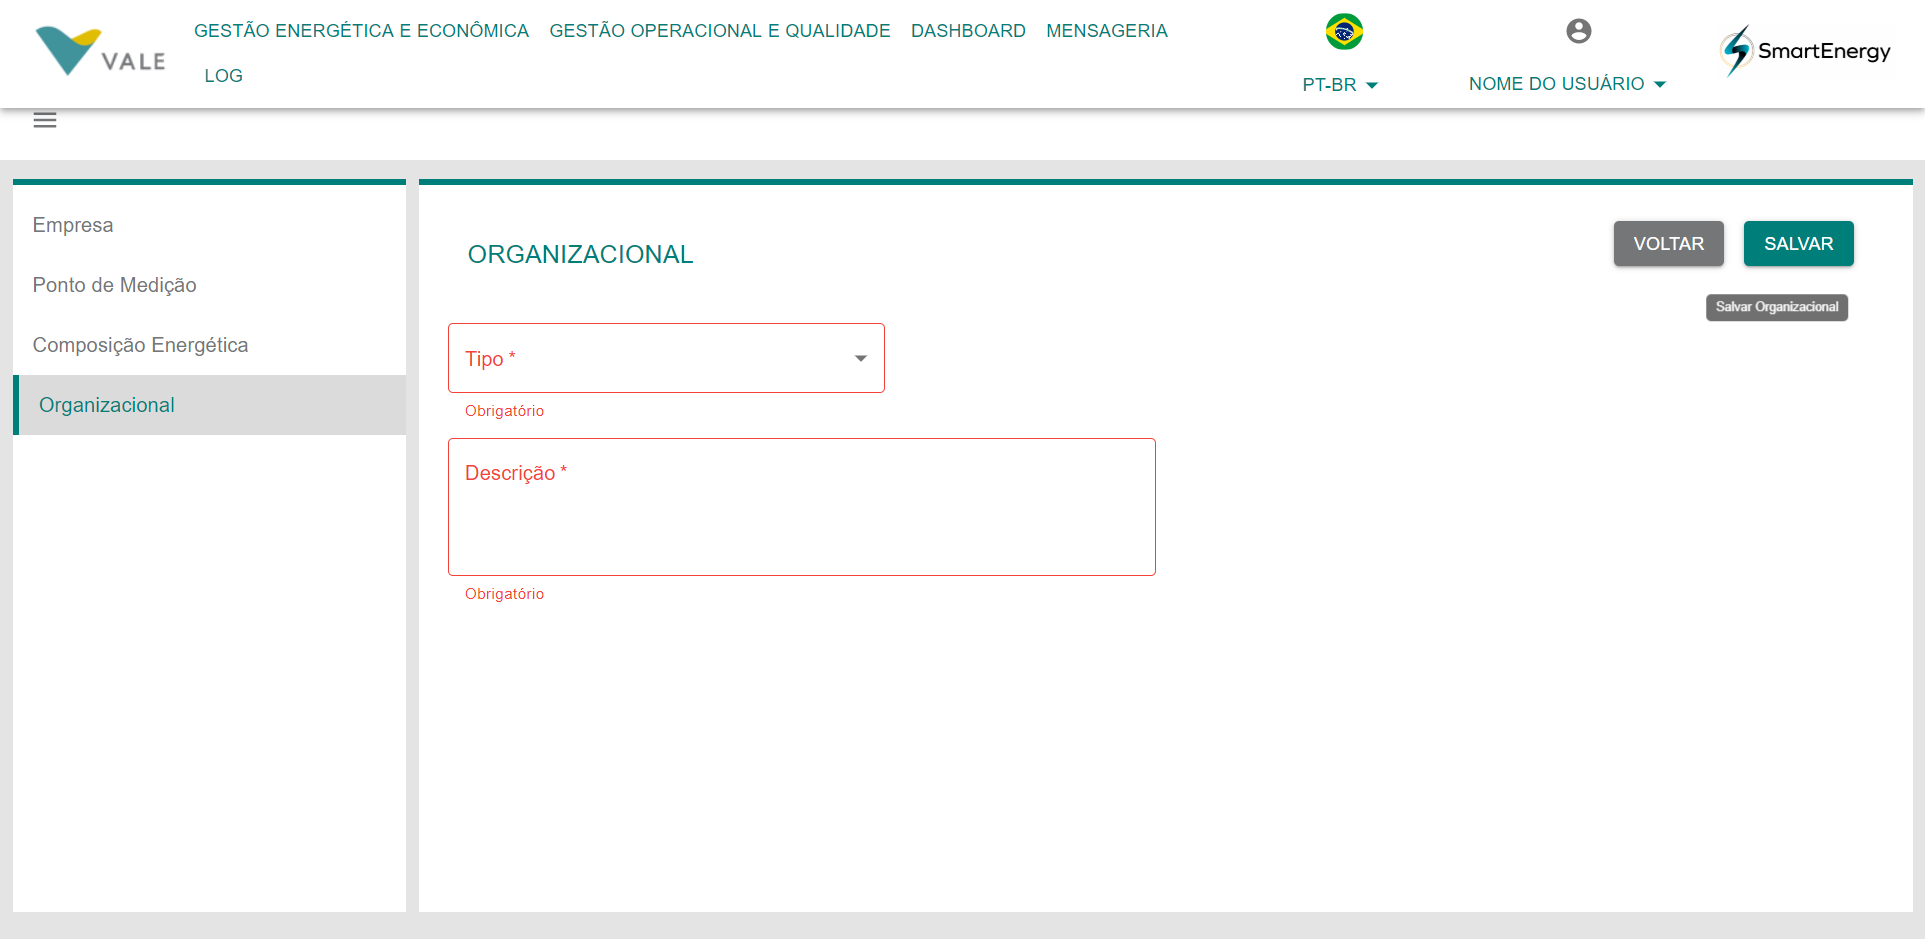 VALE
GESTÃO ENERGÉTICA E ECONÔMICA GESTÃO OPERACIONAL E QUALIDADE DASHBOARD MENSAGERIA
LOG
PT-BR
NOME DO USUÁRIO
SmartEnergy
Empresa
Ponto de Medição
Composição Energética
Organizacional
ORGANIZACIONAL
VOLTAR SALVAR
Salvar Organizacional
Tipo *
Obrigatório
Descrição *
Obrigatório